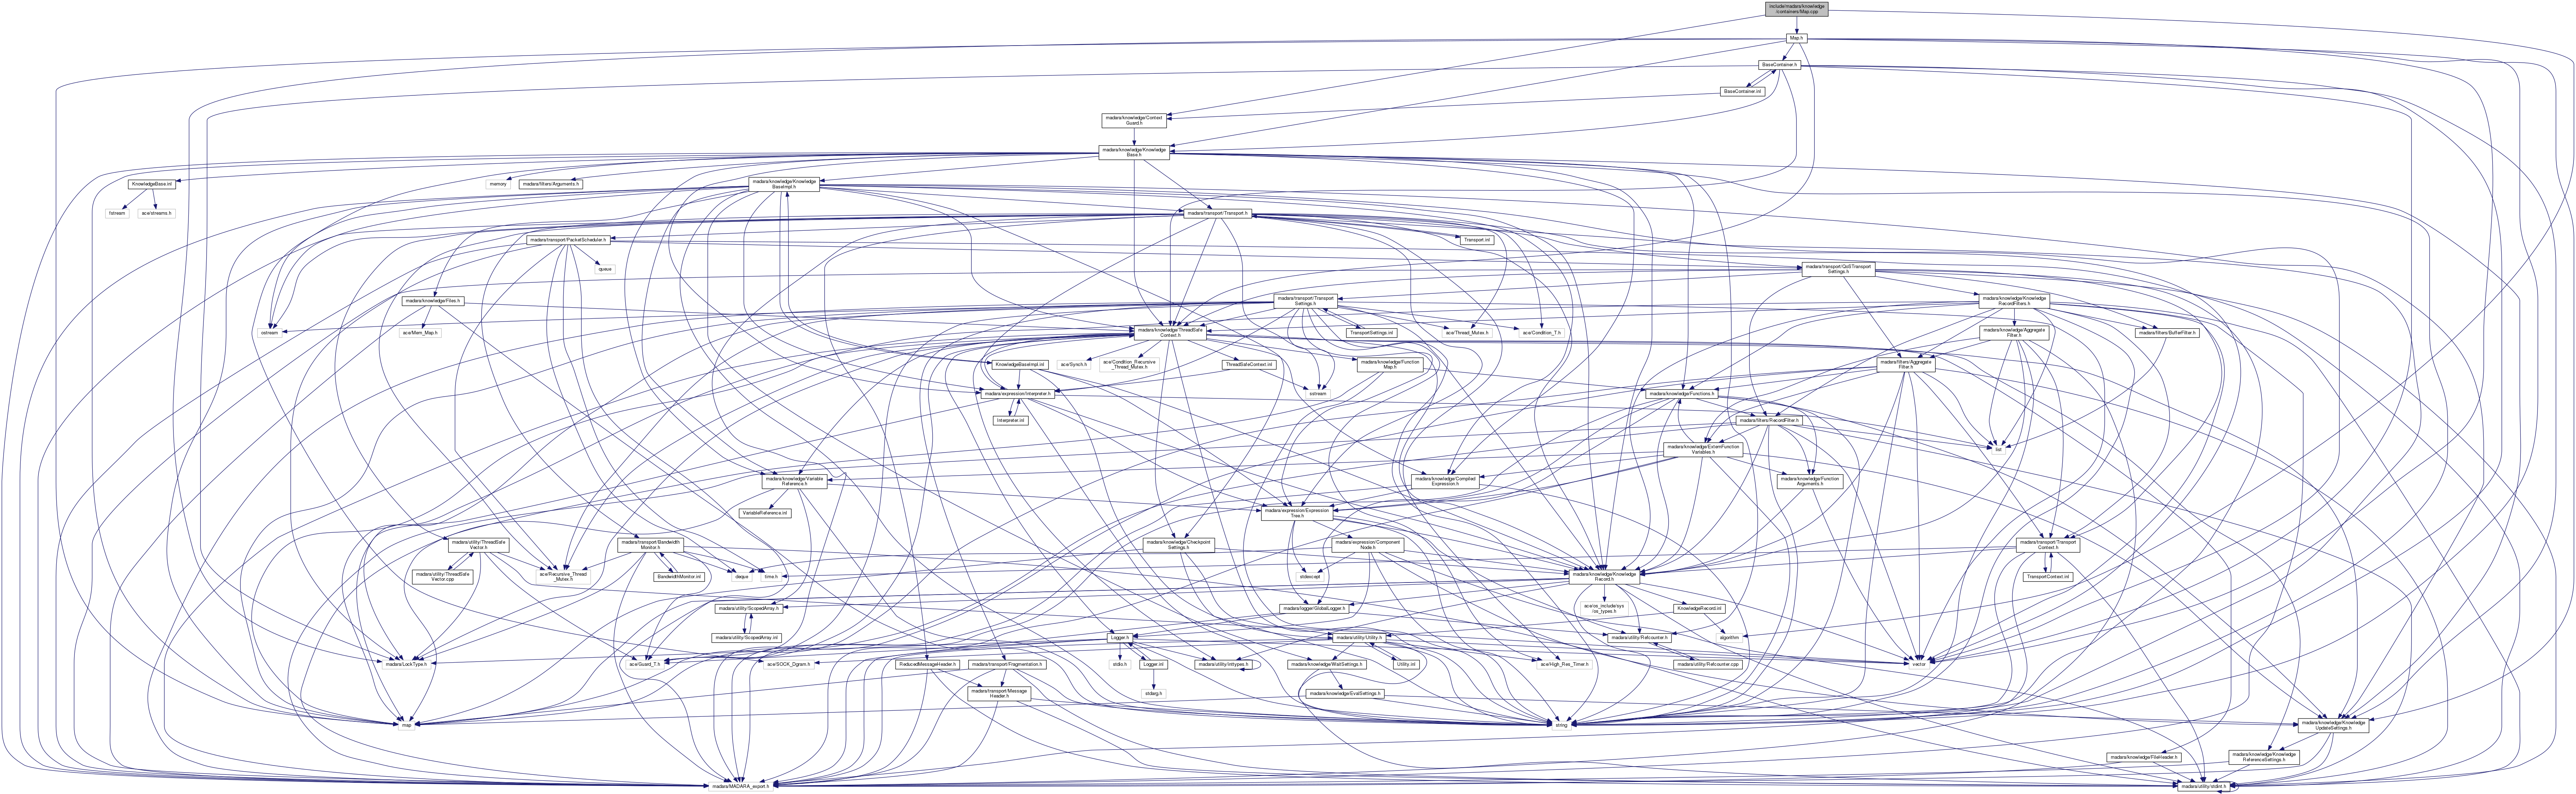 include/madara/knowledge
/containers/Map.cpp
Map.h
BaseContainer.h
BaseContainer.inl
madara/knowledge/Context
Guard.h
madara/knowledge/Knowledge
Base.h
KnowledgeBase.inl
memory
madara/filters/Arguments.h
madara/knowledge/Knowledge
BaseImpl.h
fstream
ace/streams.h
madara/transport/Transport.h
madara/transport/PacketScheduler.h
Transport.inl
queue
madara/transport/QoSTransport
Settings.h
madara/knowledge/Files.h
madara/transport/Transport
Settings.h
madara/knowledge/Knowledge
RecordFilters.h
ostream
ace/Mem_Map.h
madara/knowledge/ThreadSafe
Context.h
TransportSettings.inl
ace/Thread_Mutex.h
ace/Condition_T.h
madara/knowledge/Aggregate
Filter.h
madara/filters/BufferFilter.h
KnowledgeBaseImpl.inl
ace/Synch.h
ace/Condition_Recursive
_Thread_Mutex.h
ThreadSafeContext.inl
madara/knowledge/Function
Map.h
madara/filters/Aggregate
Filter.h
madara/expression/Interpreter.h
sstream
madara/knowledge/Functions.h
Interpreter.inl
madara/filters/RecordFilter.h
madara/knowledge/ExternFunction
Variables.h
list
madara/knowledge/Variable
Reference.h
madara/knowledge/Compiled
Expression.h
madara/knowledge/Function
Arguments.h
VariableReference.inl
madara/expression/Expression
Tree.h
madara/utility/ThreadSafe
Vector.h
madara/transport/Bandwidth
Monitor.h
madara/knowledge/Checkpoint
Settings.h
madara/expression/Component
Node.h
madara/transport/Transport
Context.h
madara/utility/ThreadSafe
Vector.cpp
ace/Recursive_Thread
_Mutex.h
BandwidthMonitor.inl
deque
time.h
stdexcept
madara/knowledge/Knowledge
Record.h
TransportContext.inl
madara/utility/ScopedArray.h
madara/logger/GlobalLogger.h
ace/os_include/sys
/os_types.h
KnowledgeRecord.inl
madara/utility/ScopedArray.inl
Logger.h
madara/utility/Utility.h
madara/utility/Refcounter.h
algorithm
madara/LockType.h
ace/Guard_T.h
ace/SOCK_Dgram.h
ReducedMessageHeader.h
madara/transport/Fragmentation.h
stdio.h
Logger.inl
madara/utility/Inttypes.h
madara/knowledge/WaitSettings.h
Utility.inl
ace/High_Res_Timer.h
madara/utility/Refcounter.cpp
vector
madara/transport/Message
Header.h
stdarg.h
madara/knowledge/EvalSettings.h
map
string
madara/knowledge/Knowledge
UpdateSettings.h
madara/knowledge/FileHeader.h
madara/knowledge/Knowledge
ReferenceSettings.h
madara/MADARA_export.h
madara/utility/stdint.h